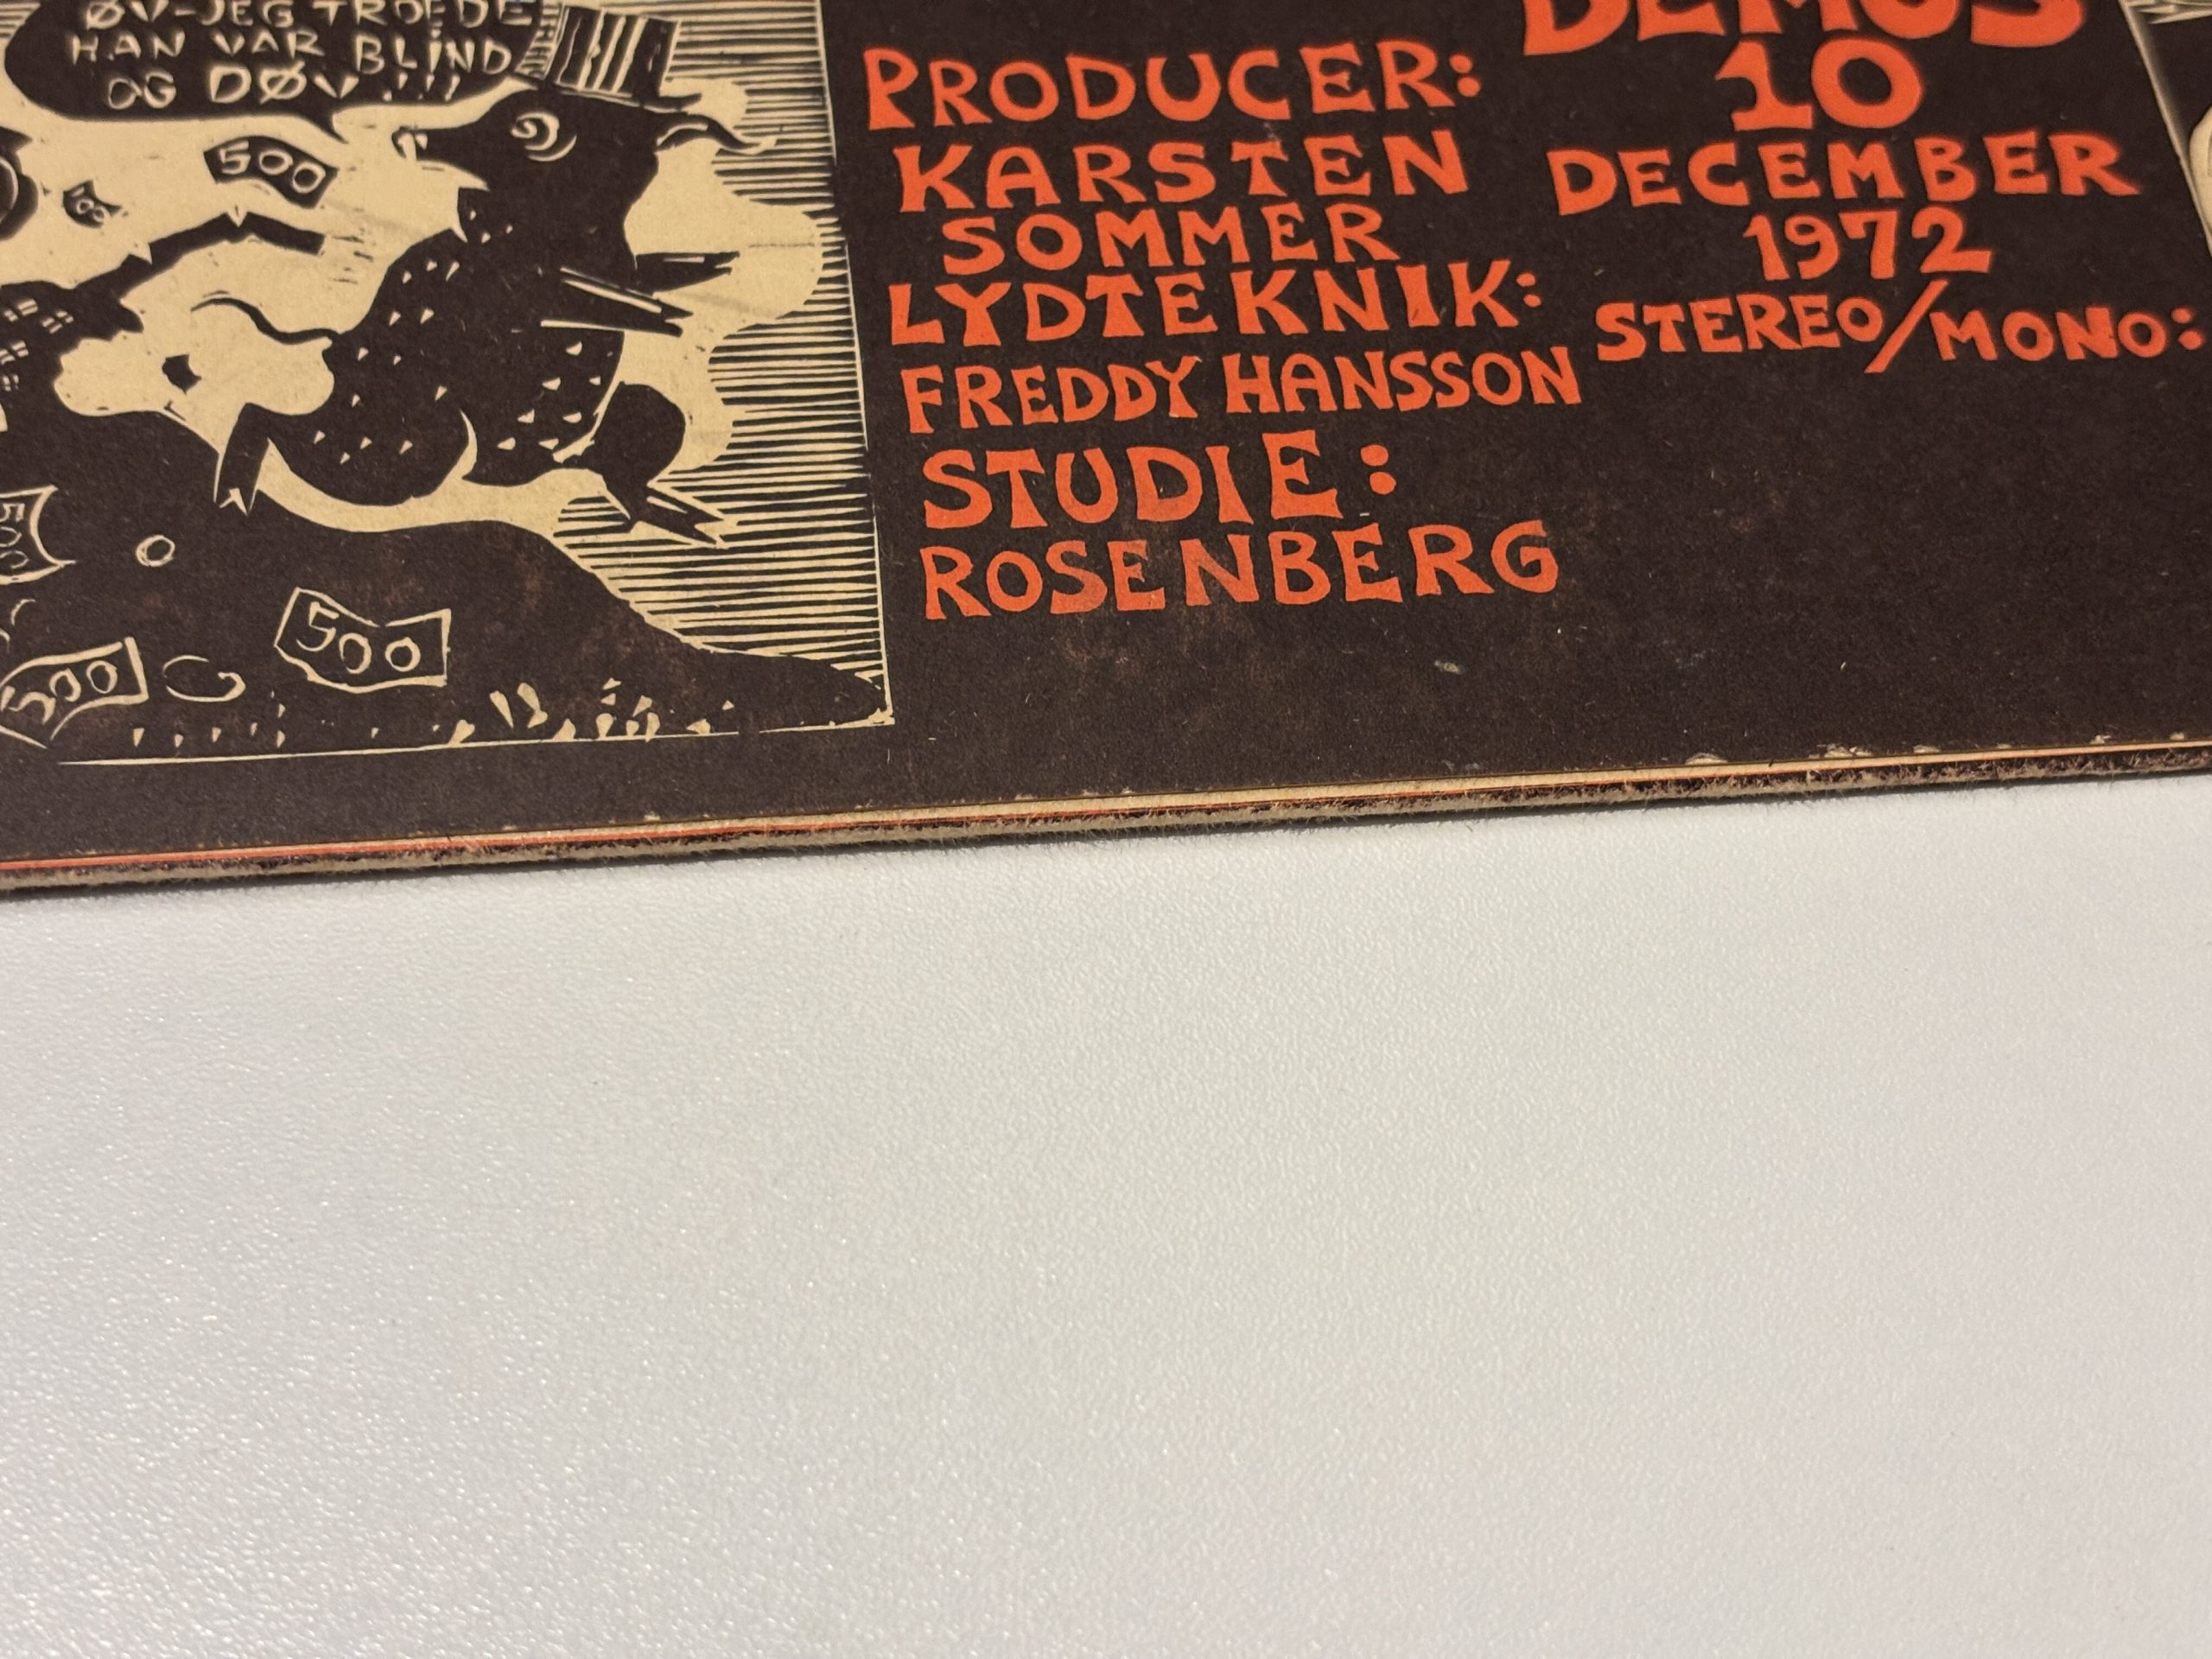 ØV-JEG TROEDE
HAN VAR BLIND
OG DØV!!!
500
500
500
500
PRODUCER:
KARSTEN
SOMMER
LYDTEKNIK:
FREDDY HANSSON
STUDIE:
ROSENBERG
DEMOS
10
DECEMBER
1972
STEREO/MONO: